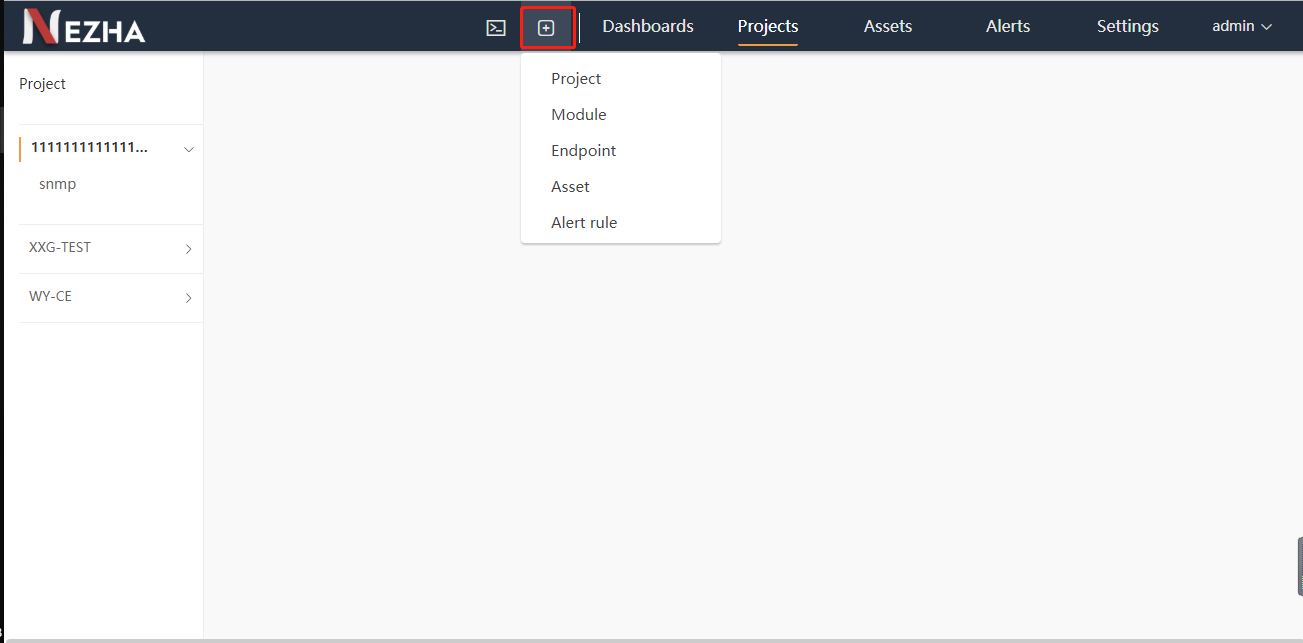 NEZHA
Dashboards
Projects
Assets
Alerts
Settings
admin
Project
1111111111111...
snmp
XXG-TEST
WY-CE
Project
Module
Endpoint
Asset
Alert rule